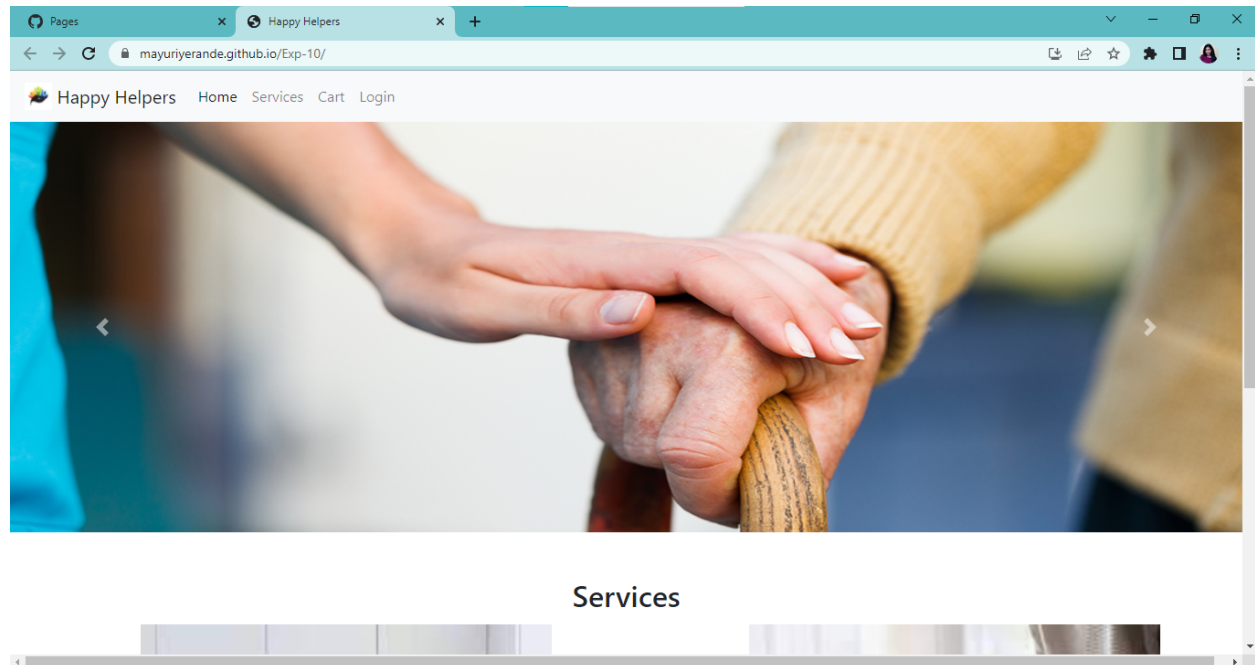 Pages
Happy Helpers
mayuriyerande.github.io/Exp-10/
Happy Helpers Home Services Cart Login
Services